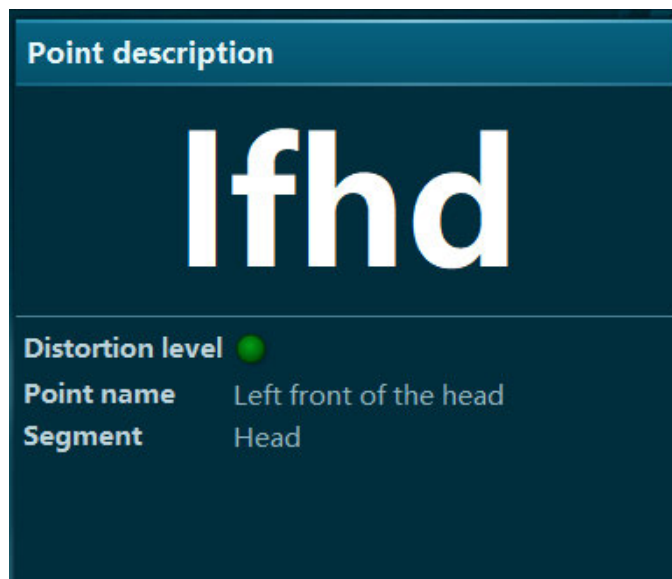 Point description
lfhd
Distortion level
Point name Left front of the head
Segment Head